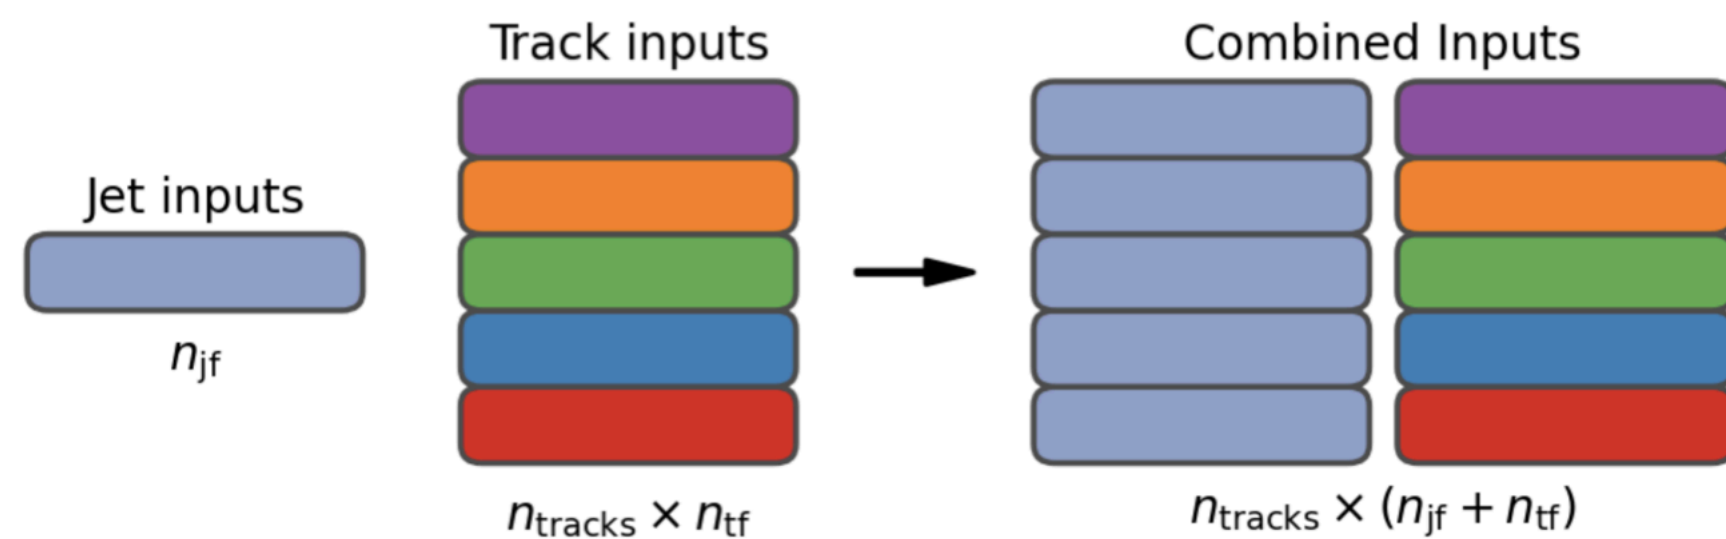 Jet inputs
n_jf
Track inputs
n_tracks × n_tf
Combined Inputs
n_tracks × (n_jf + n_tf)